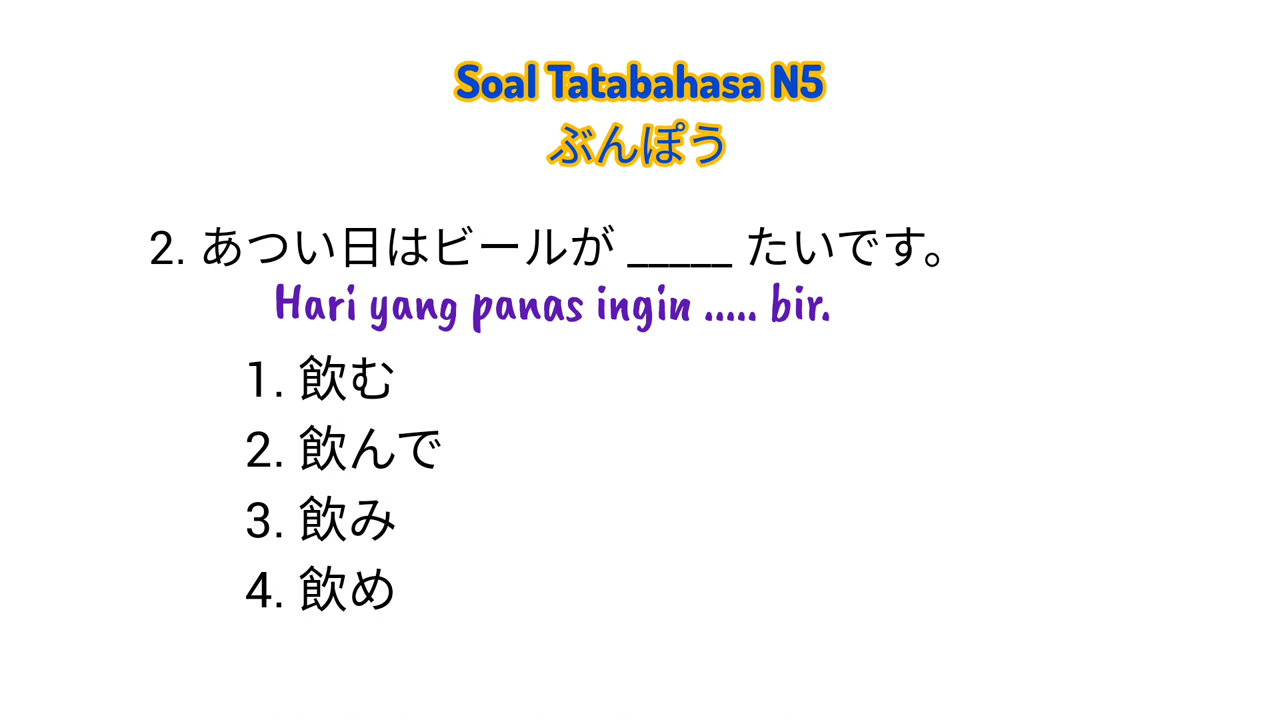 Soal Tatabahasa N5
ぶんぽう
2. あつい日はビールが _____ たいです。
Hari yang panas ingin ..... bir.
1. 飲む
2. 飲んで
3. 飲み
4. 飲め